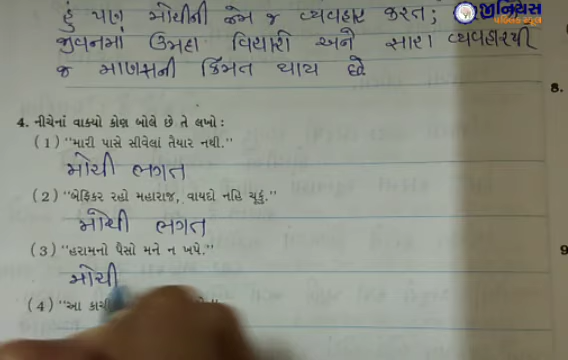 હું પણ મોચીની જેમ જ વ્યવહાર કરત;
જીનિયસ
પબ્લિક સ્કૂલ
જીવનમાં ઉમદા વિચારો અને સારા વ્યવહારથી
જ માણસની કિંમત થાય છે
8.
4. નીચેનાં વાક્યો કોણ બોલે છે તે લખો :
(1) "મારી પાસે સીવેલાં તૈયાર નથી."
મોચી ભગત
(2) "બેફિકર રહો મહારાજ, વાયદો નહિ ચૂકું."
મોચી ભગત
(3) "હરામનો પૈસો મને ન ખપે."
9
મોચી
(4) "આ